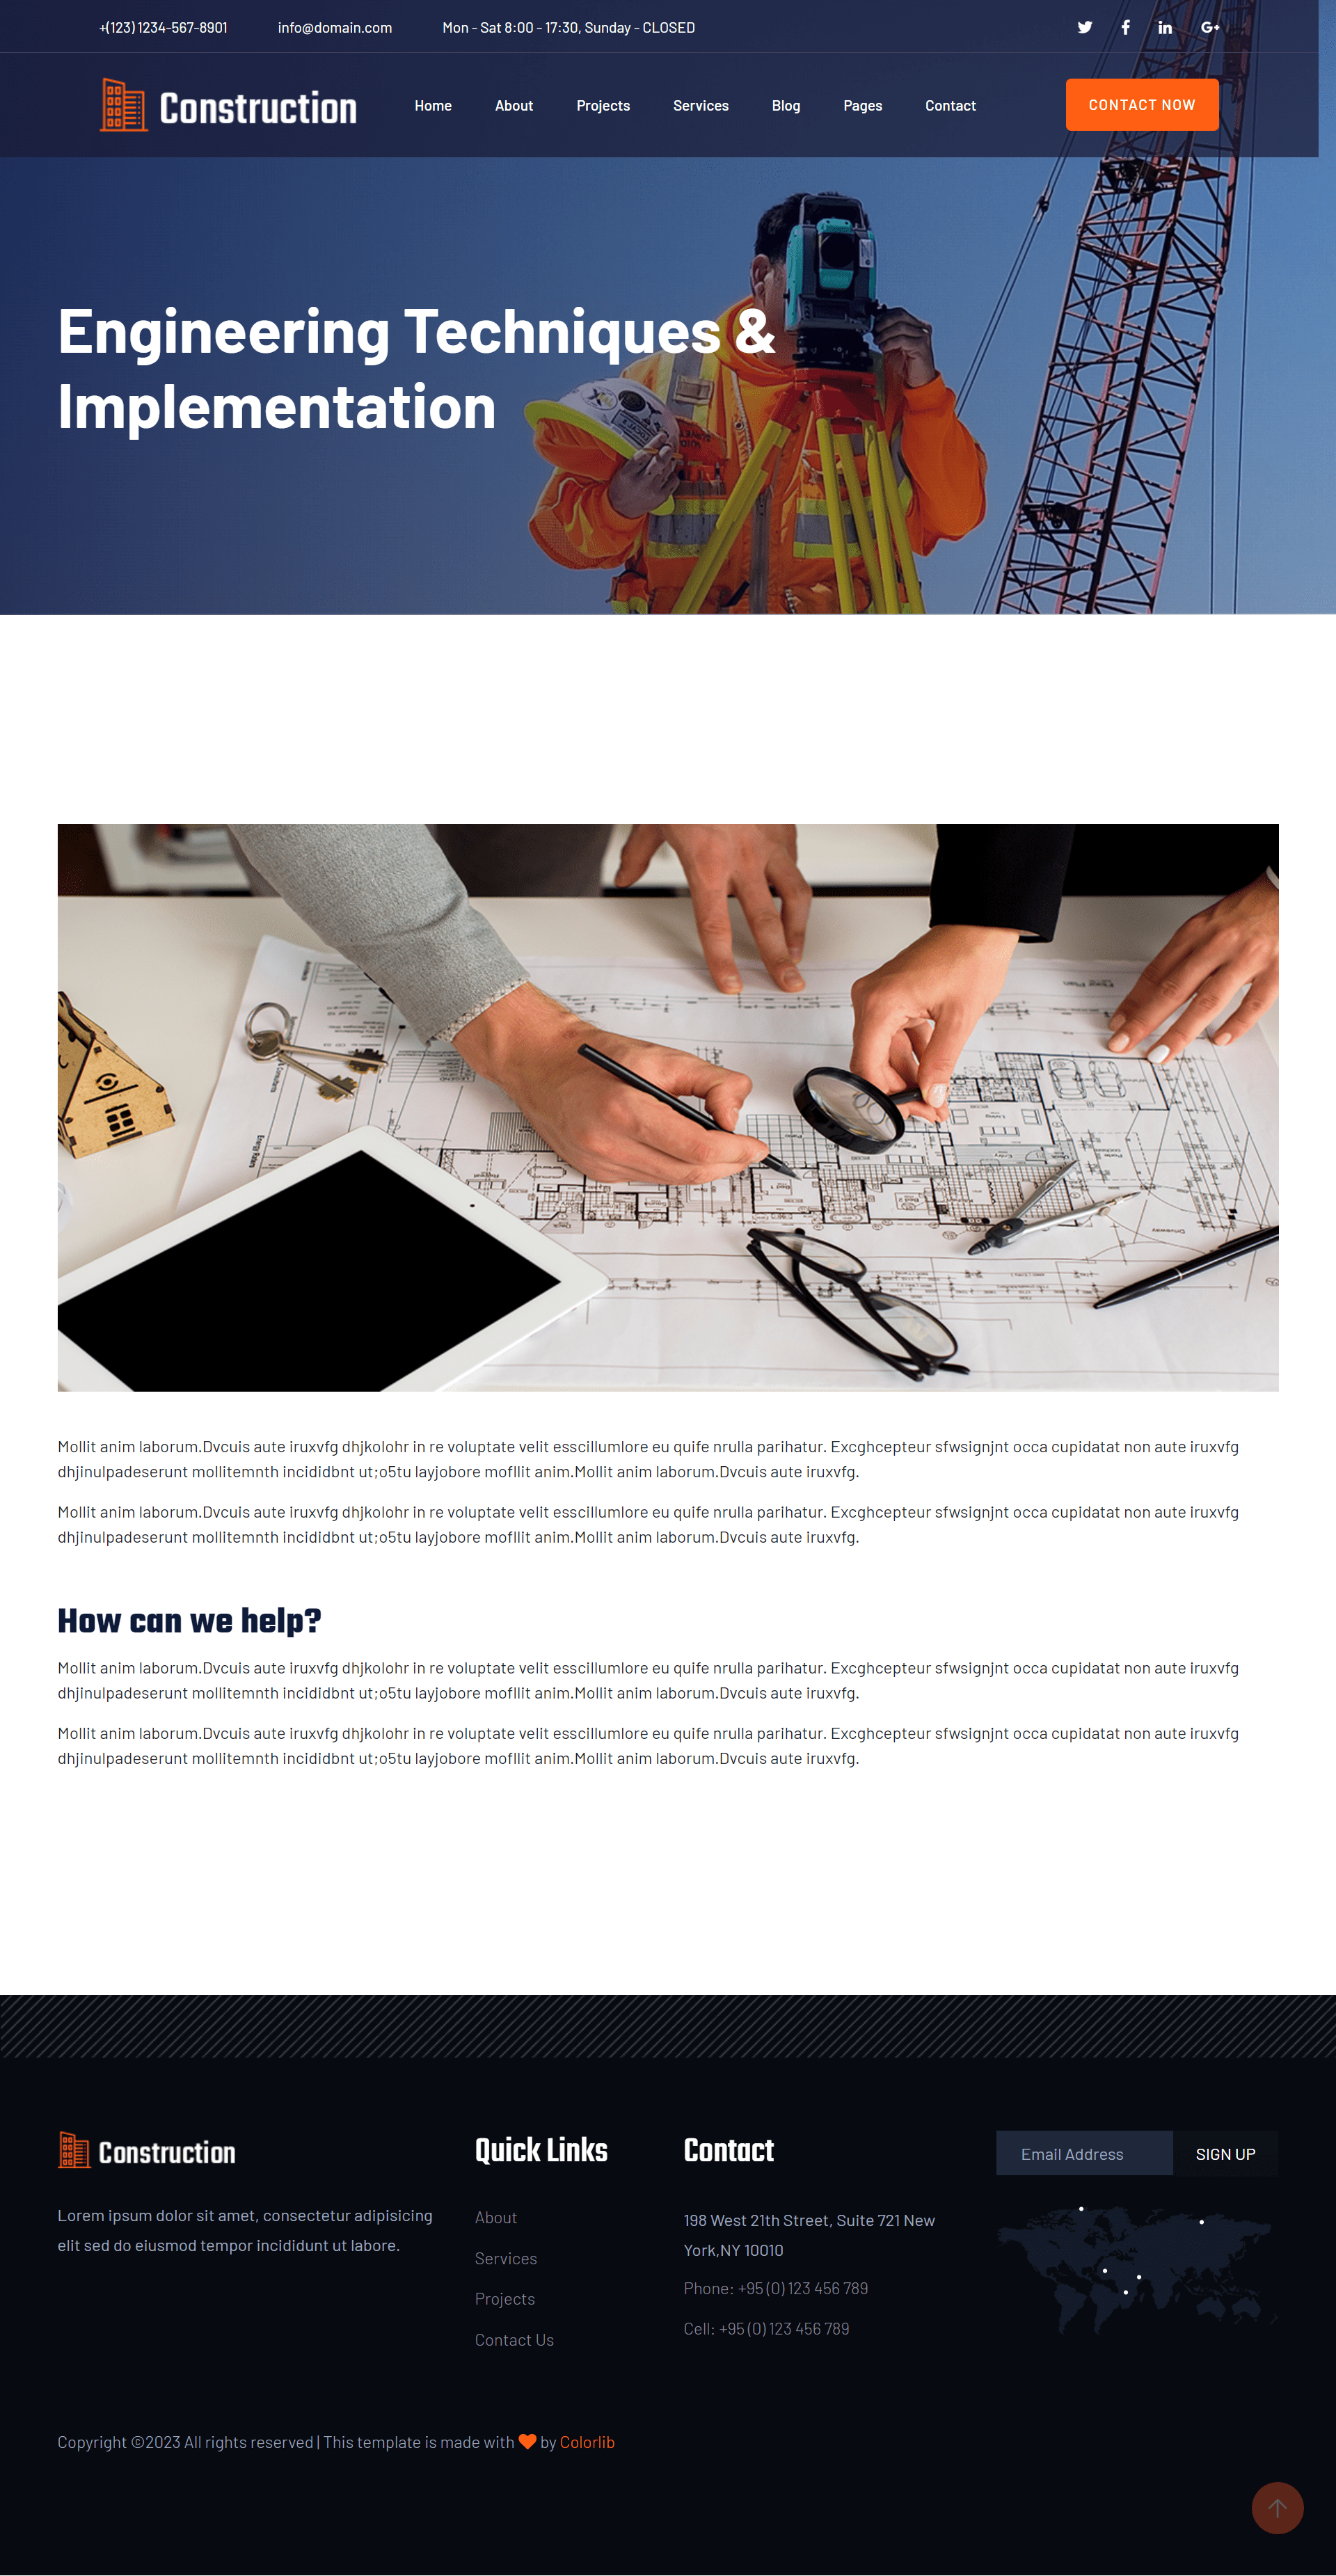 +(123) 1234-567-8901 info@domain.com Mon - Sat 8:00 - 17:30, Sunday - CLOSED
Construction Home About Projects Services Blog Pages Contact CONTACT NOW
Engineering Techniques &
Implementation
Mollit anim laborum.Dvcuis aute iruxvfg dhjkolohr in re voluptate velit esscillumlore eu quife nrulla parihatur. Excghcepteur sfwsignjnt occa cupidatat non aute iruxvfg
dhjinulpadeserunt mollitemnth incididbnt ut;o5tu layjobore mofllit anim.Mollit anim laborum.Dvcuis aute iruxvfg.
Mollit anim laborum.Dvcuis aute iruxvfg dhjkolohr in re voluptate velit esscillumlore eu quife nrulla parihatur. Excghcepteur sfwsignjnt occa cupidatat non aute iruxvfg
dhjinulpadeserunt mollitemnth incididbnt ut;o5tu layjobore mofllit anim.Mollit anim laborum.Dvcuis aute iruxvfg.
How can we help?
Mollit anim laborum.Dvcuis aute iruxvfg dhjkolohr in re voluptate velit esscillumlore eu quife nrulla parihatur. Excghcepteur sfwsignjnt occa cupidatat non aute iruxvfg
dhjinulpadeserunt mollitemnth incididbnt ut;o5tu layjobore mofllit anim.Mollit anim laborum.Dvcuis aute iruxvfg.
Mollit anim laborum.Dvcuis aute iruxvfg dhjkolohr in re voluptate velit esscillumlore eu quife nrulla parihatur. Excghcepteur sfwsignjnt occa cupidatat non aute iruxvfg
dhjinulpadeserunt mollitemnth incididbnt ut;o5tu layjobore mofllit anim.Mollit anim laborum.Dvcuis aute iruxvfg.
Construction
Lorem ipsum dolor sit amet, consectetur adipisicing
elit sed do eiusmod tempor incididunt ut labore.
Quick Links
About
Services
Projects
Contact Us
Contact
198 West 21th Street, Suite 721 New
York,NY 10010
Phone: +95 (0) 123 456 789
Cell: +95 (0) 123 456 789
Email Address SIGN UP
Copyright ©2023 All rights reserved | This template is made with ♥ by Colorlib